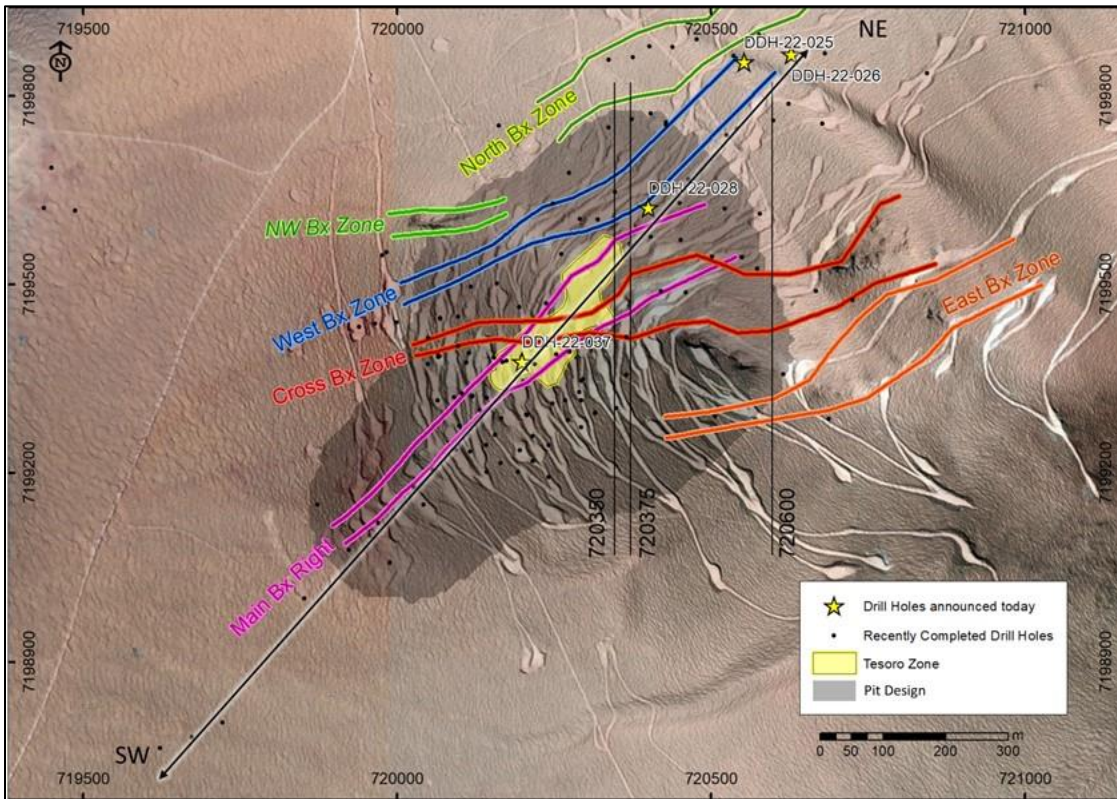 719500
720000
720500
721000
N
NE
DDH-22-025
DDH-22-026
7199800
7199800
North Bx Zone
DDH-22-028
NW Bx Zone
7199500
7199500
West Bx Zone
East Bx Zone
DDH-22-037
Cross Bx Zone
7199200
7199200
720350
720375
720600
Main Bx Right
Drill Holes announced today
Recently Completed Drill Holes
Tesoro Zone
Pit Design
7198900
7198900
m
0 25 50 100 200 300
SW
719500
720000
720500
721000